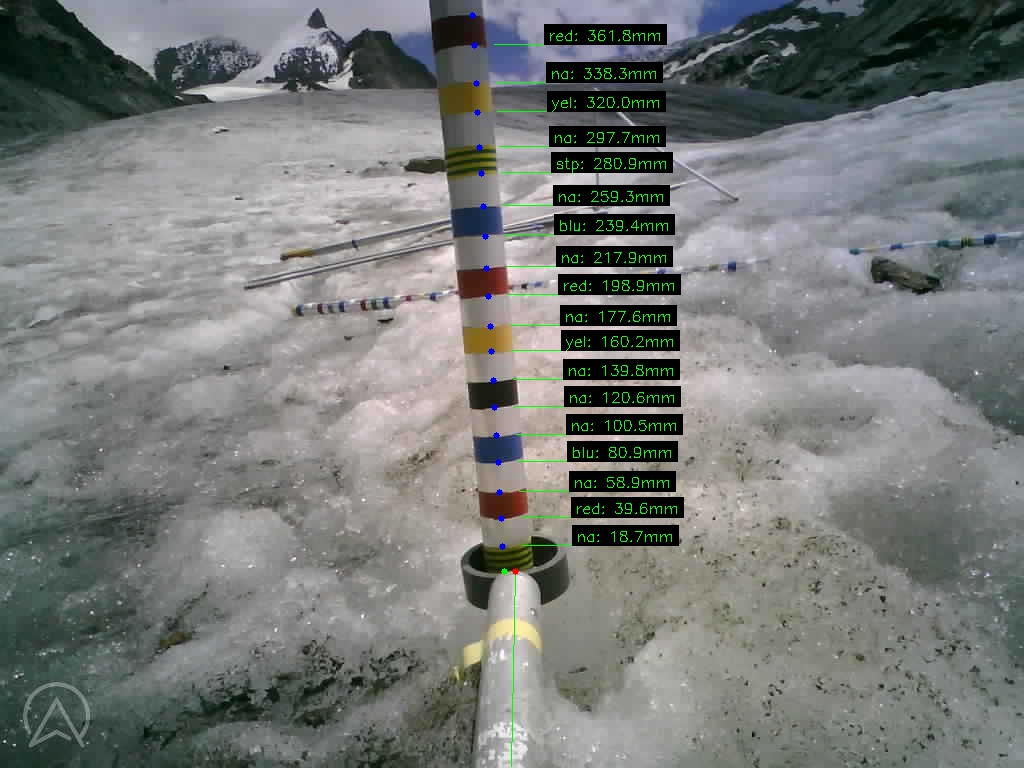 red: 361.8mm
na: 338.3mm
yel: 320.0mm
na: 297.7mm
stp: 280.9mm
na: 259.3mm
blu: 239.4mm
na: 217.9mm
red: 198.9mm
na: 177.6mm
yel: 160.2mm
na: 139.8mm
na: 120.6mm
na: 100.5mm
blu: 80.9mm
na: 58.9mm
red: 39.6mm
na: 18.7mm